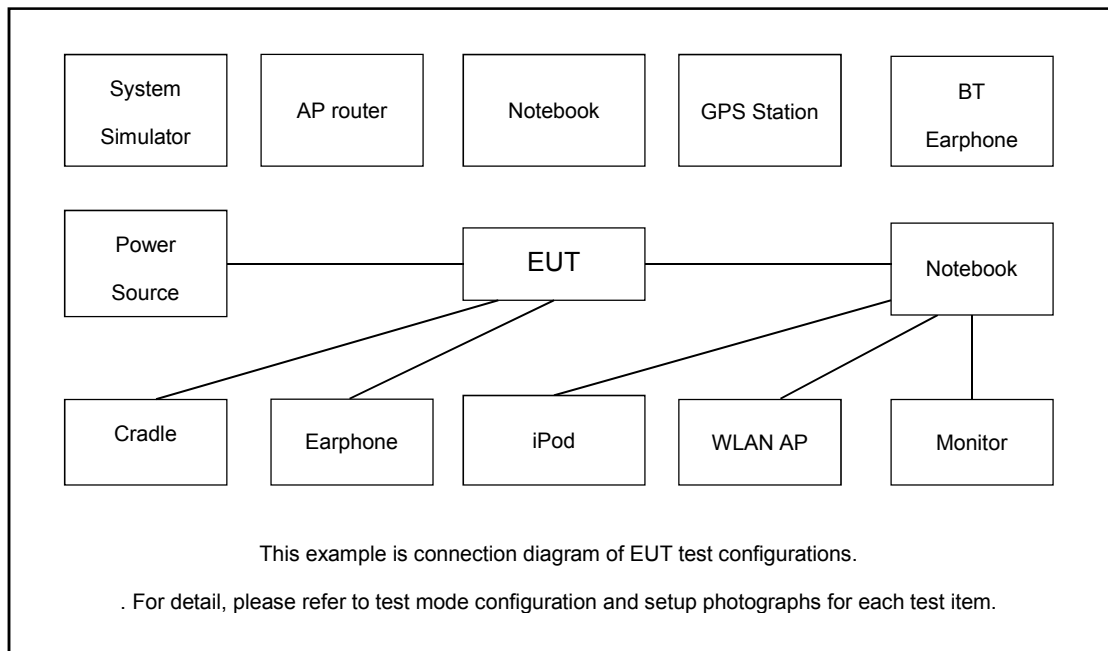 System
Simulator
AP router
Notebook
GPS Station
BT
Earphone
Power
Source
EUT
Notebook
Cradle
Earphone
iPod
WLAN AP
Monitor
This example is connection diagram of EUT test configurations.
. For detail, please refer to test mode configuration and setup photographs for each test item.